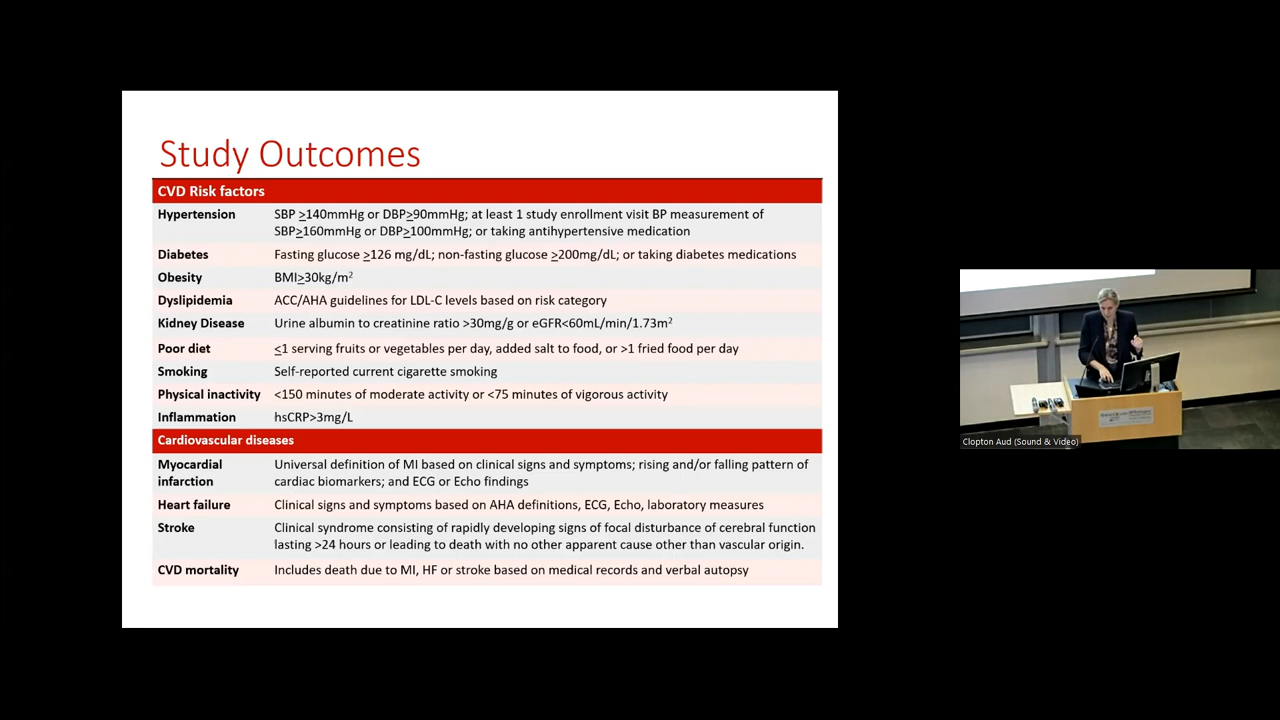 Study Outcomes
CVD Risk factors
Hypertension
SBP ≥140mmHg or DBP≥90mmHg; at least 1 study enrollment visit BP measurement of
SBP≥160mmHg or DBP≥100mmHg; or taking antihypertensive medication
Diabetes
Fasting glucose ≥126 mg/dL; non-fasting glucose ≥200mg/dL; or taking diabetes medications
Obesity
BMI≥30kg/m²
Dyslipidemia
ACC/AHA guidelines for LDL-C levels based on risk category
Kidney Disease
Urine albumin to creatinine ratio >30mg/g or eGFR<60mL/min/1.73m²
Poor diet
≤1 serving fruits or vegetables per day, added salt to food, or >1 fried food per day
Smoking
Self-reported current cigarette smoking
Physical inactivity
<150 minutes of moderate activity or <75 minutes of vigorous activity
Inflammation
hsCRP>3mg/L
Cardiovascular diseases
Myocardial
infarction
Universal definition of MI based on clinical signs and symptoms; rising and/or falling pattern of
cardiac biomarkers; and ECG or Echo findings
Heart failure
Clinical signs and symptoms based on AHA definitions, ECG, Echo, laboratory measures
Stroke
Clinical syndrome consisting of rapidly developing signs of focal disturbance of cerebral function
lasting >24 hours or leading to death with no other apparent cause other than vascular origin.
CVD mortality
Includes death due to MI, HF or stroke based on medical records and verbal autopsy
Clopton Aud (Sound & Video)